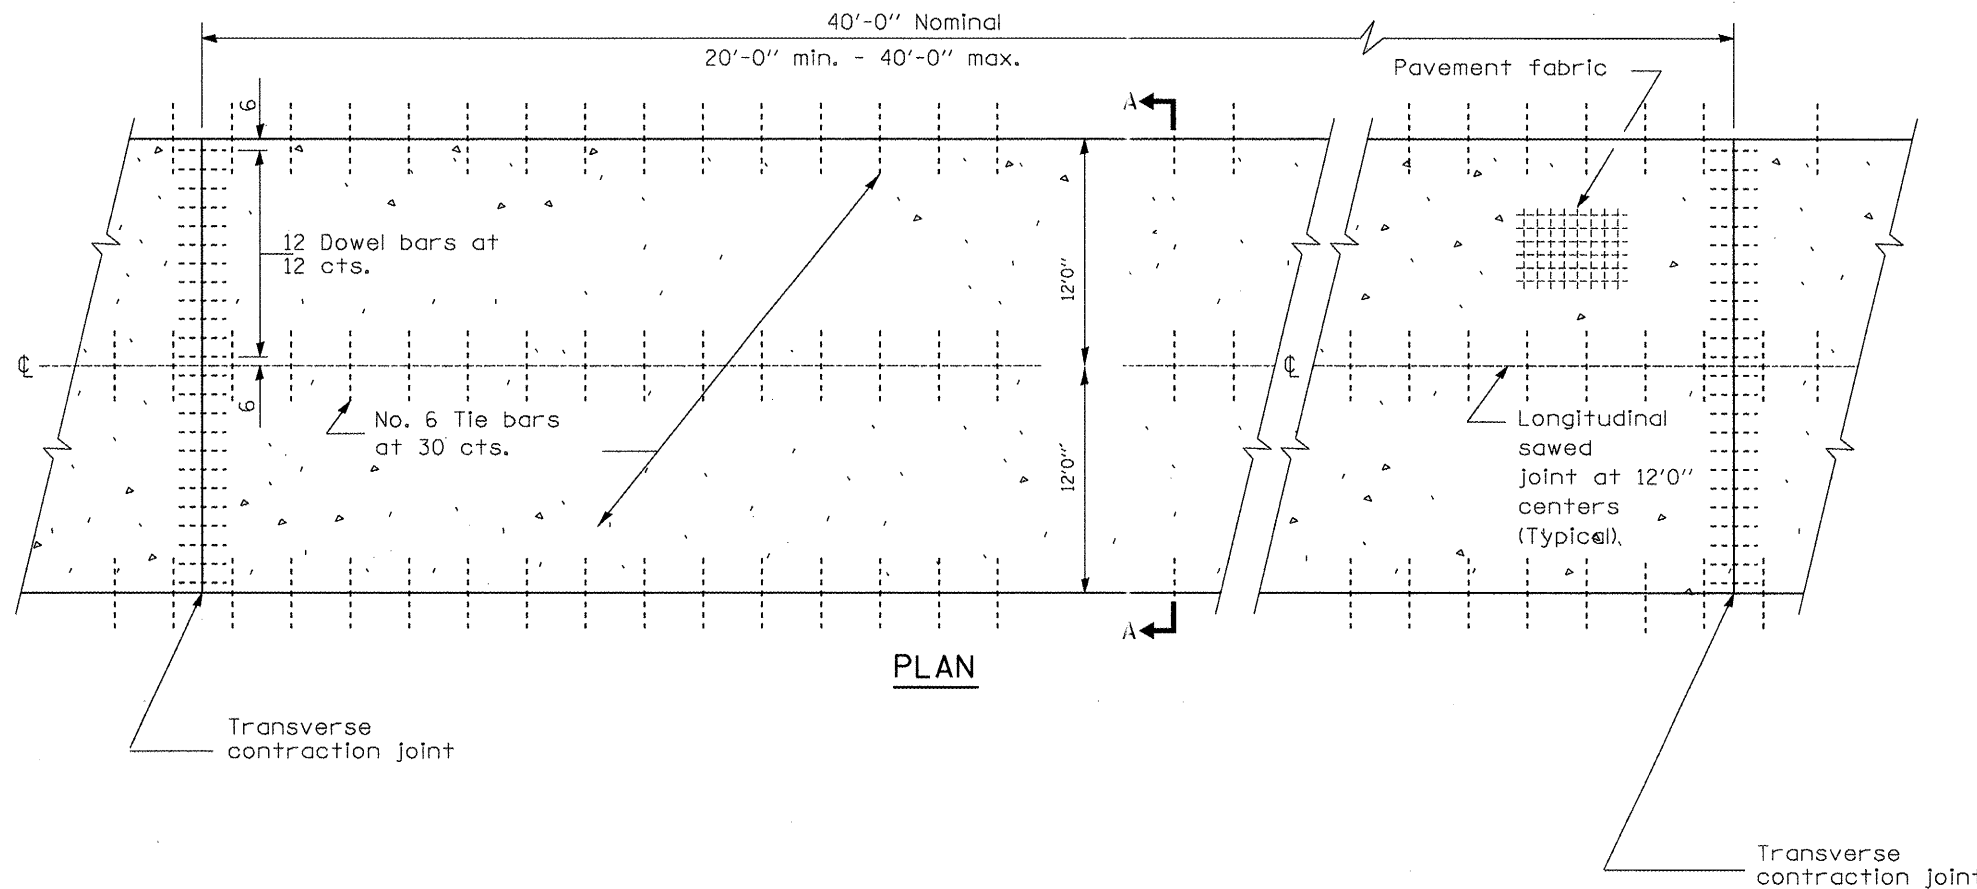 40'-0" Nominal
20'-0" min. - 40'-0" max.
Pavement fabric
6
A
12 Dowel bars at
12 cts.
12'0"
℄
℄
6
No. 6 Tie bars
at 30 cts.
12'0"
Longitudinal
sawed
joint at 12'0"
centers
(Typical).
A
PLAN
Transverse
contraction joint
Transverse
contraction joint